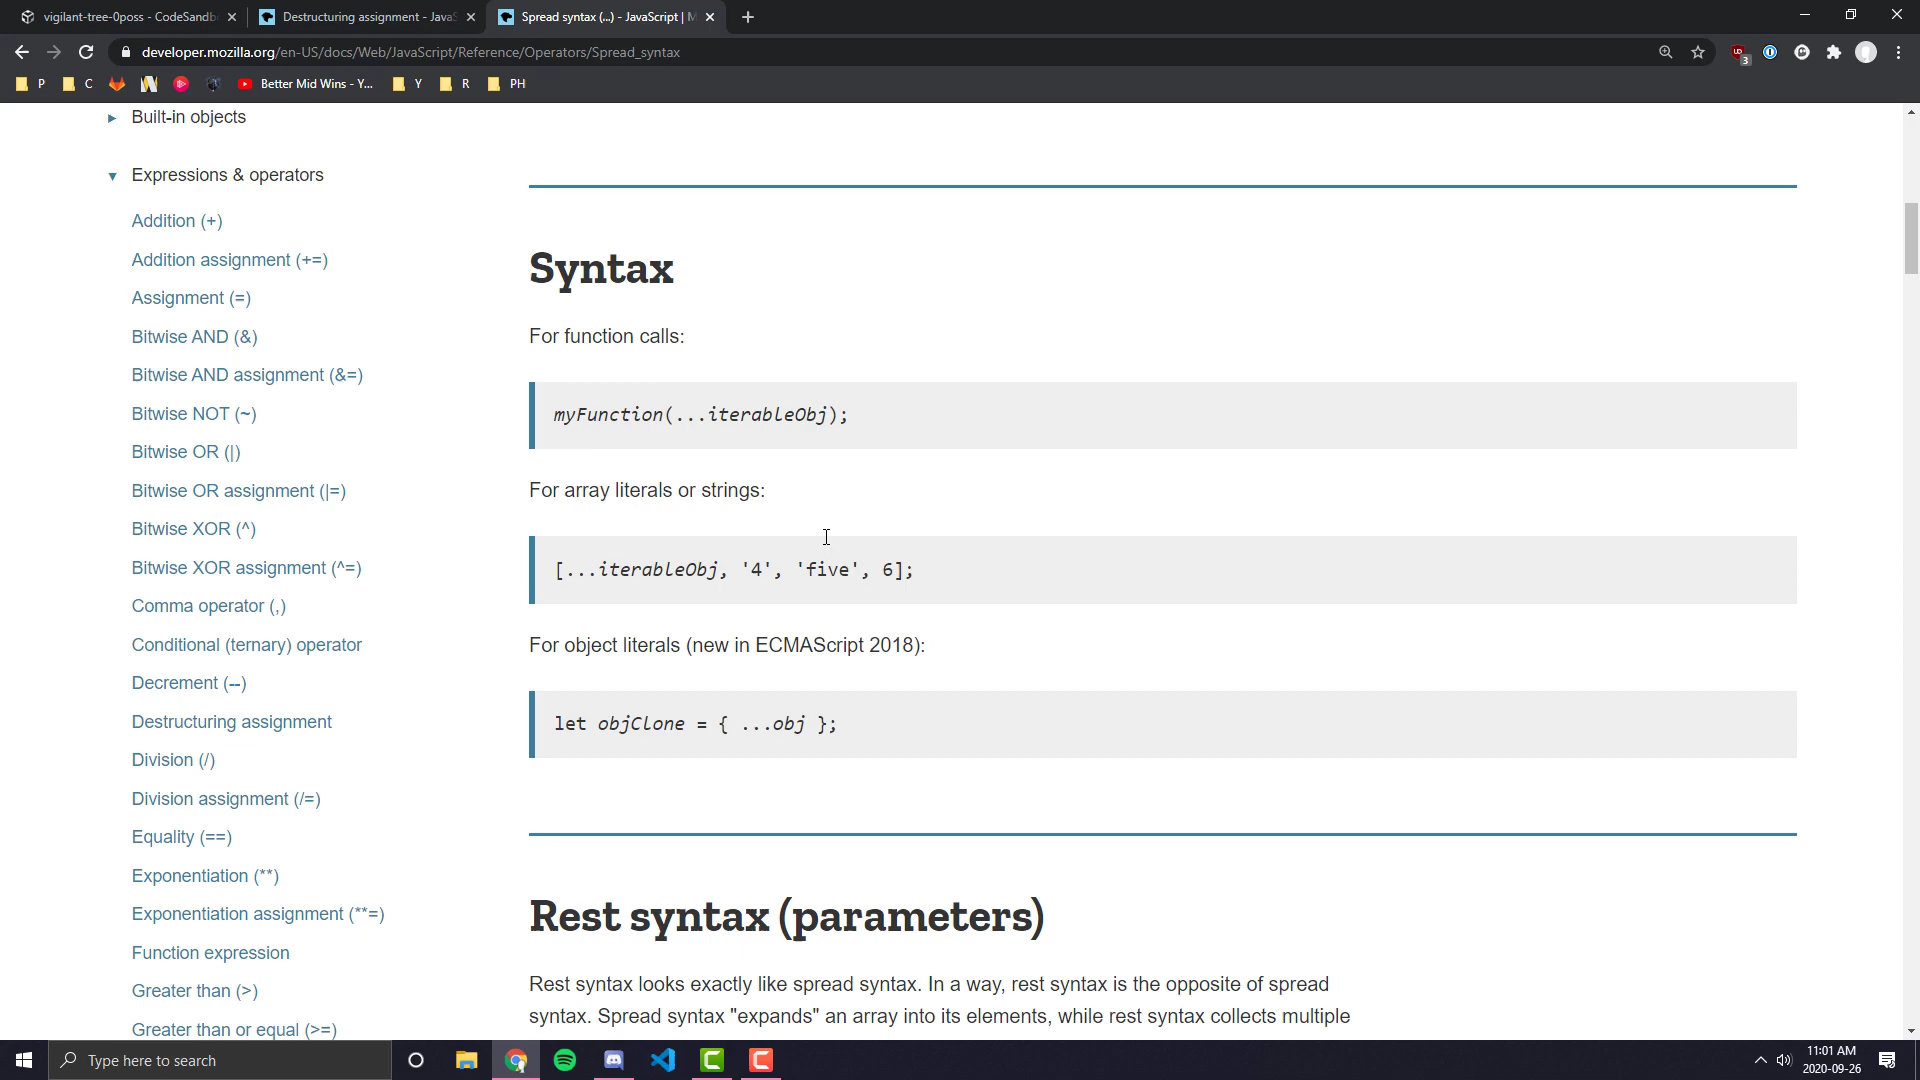 vigilant-tree-0poss - CodeSandb
Destructuring assignment - JavaS
Spread syntax (...) - JavaScript | M
developer.mozilla.org/en-US/docs/Web/JavaScript/Reference/Operators/Spread_syntax
3
P
C
Better Mid Wins - Y...
Y
R
PH
Built-in objects
Expressions & operators
Addition (+)
Addition assignment (+=)
Assignment (=)
Bitwise AND (&)
Bitwise AND assignment (&=)
Bitwise NOT (~)
Bitwise OR (|)
Bitwise OR assignment (|=)
Bitwise XOR (^)
Bitwise XOR assignment (^=)
Comma operator (,)
Conditional (ternary) operator
Decrement (--)
Destructuring assignment
Division (/)
Division assignment (/=)
Equality (==)
Exponentiation (**)
Exponentiation assignment (**=)
Function expression
Greater than (>)
Greater than or equal (>=)
Syntax
For function calls:
myFunction(...iterableObj);
For array literals or strings:
[...iterableObj, '4', 'five', 6];
For object literals (new in ECMAScript 2018):
let objClone = { ...obj };
Rest syntax (parameters)
Rest syntax looks exactly like spread syntax. In a way, rest syntax is the opposite of spread
syntax. Spread syntax "expands" an array into its elements, while rest syntax collects multiple
Type here to search
11:01 AM
2020-09-26